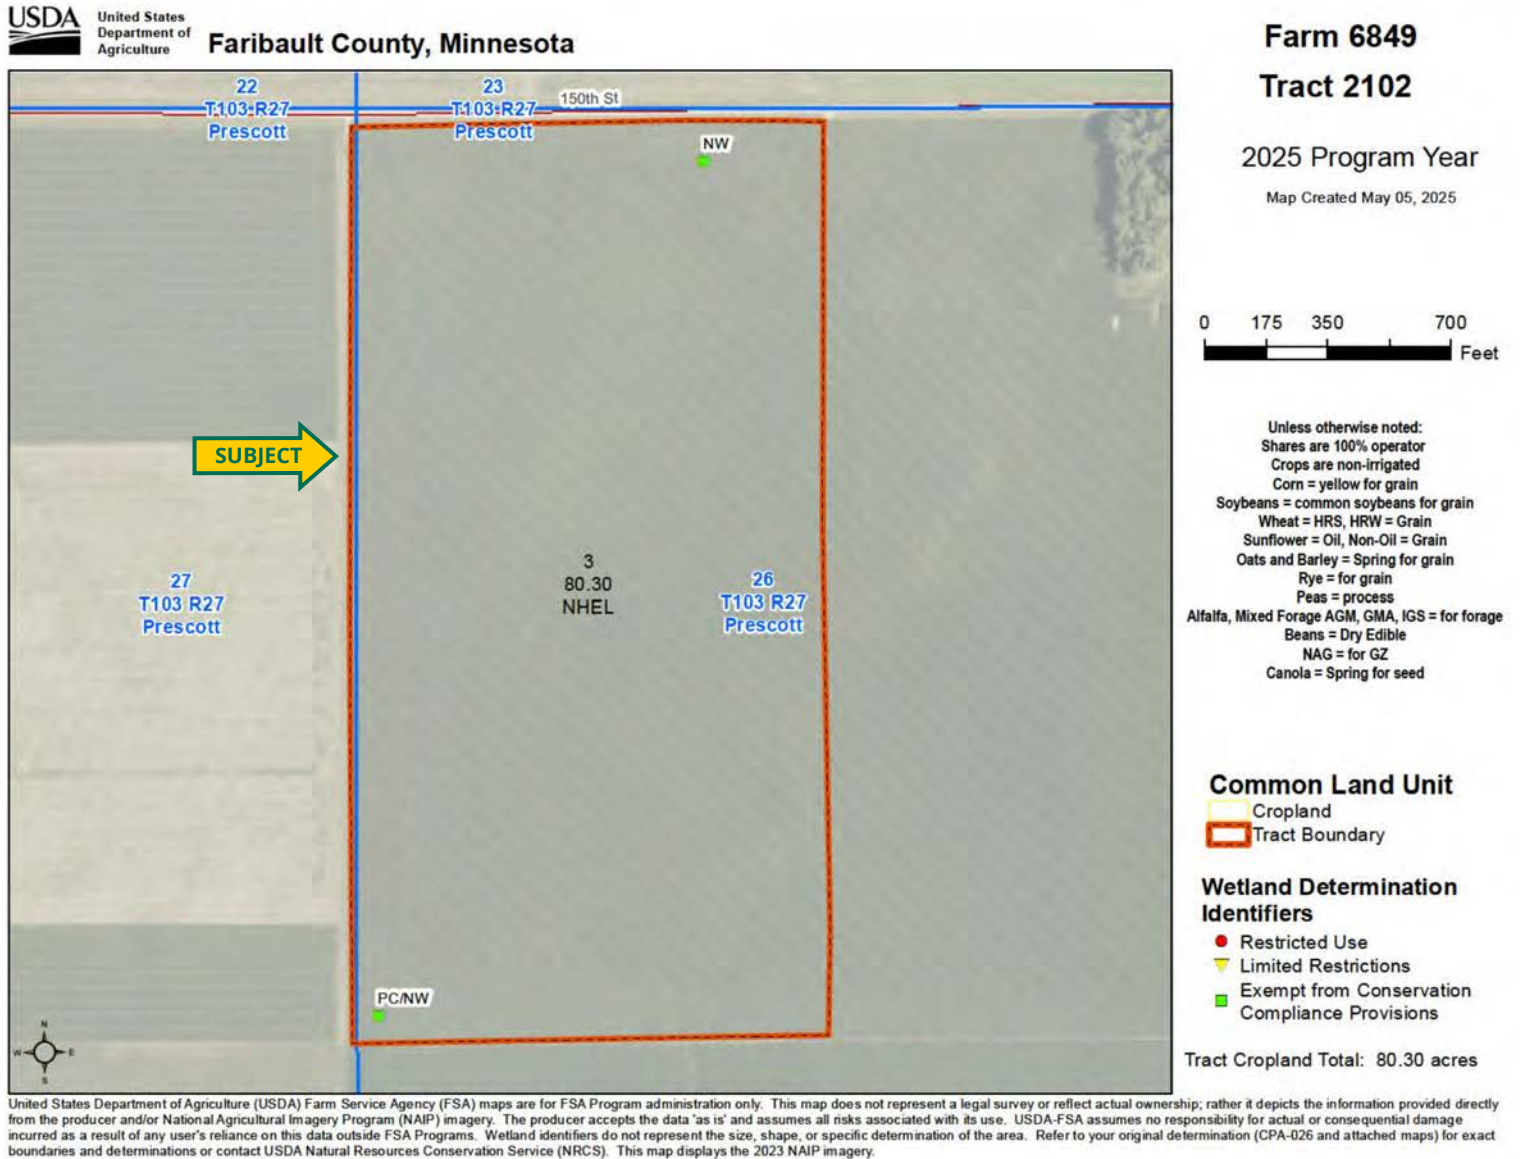 USDA
United States
Department of
Agriculture
Faribault County, Minnesota
Farm 6849
Tract 2102
2025 Program Year
Map Created May 05, 2025
22
T103 R27
Prescott
23
T103 R27
Prescott
150th St
NW
SUBJECT
3
80.30
NHEL
27
T103 R27
Prescott
26
T103 R27
Prescott
PC/NW
N
W
E
S
0 175 350 700
Feet
Unless otherwise noted:
Shares are 100% operator
Crops are non-irrigated
Corn = yellow for grain
Soybeans = common soybeans for grain
Wheat = HRS, HRW = Grain
Sunflower = Oil, Non-Oil = Grain
Oats and Barley = Spring for grain
Rye = for grain
Peas = process
Alfalfa, Mixed Forage AGM, GMA, IGS = for forage
Beans = Dry Edible
NAG = for GZ
Canola = Spring for seed
Common Land Unit
Cropland
Tract Boundary
Wetland Determination
Identifiers
Restricted Use
Limited Restrictions
Exempt from Conservation
Compliance Provisions
Tract Cropland Total: 80.30 acres
United States Department of Agriculture (USDA) Farm Service Agency (FSA) maps are for FSA Program administration only. This map does not represent a legal survey or reflect actual ownership; rather it depicts the information provided directly
from the producer and/or National Agricultural Imagery Program (NAIP) imagery. The producer accepts the data 'as is' and assumes all risks associated with its use. USDA-FSA assumes no responsibility for actual or consequential damage
incurred as a result of any user's reliance on this data outside FSA Programs. Wetland identifiers do not represent the size, shape, or specific determination of the area. Refer to your original determination (CPA-026 and attached maps) for exact
boundaries and determinations or contact USDA Natural Resources Conservation Service (NRCS). This map displays the 2023 NAIP imagery.